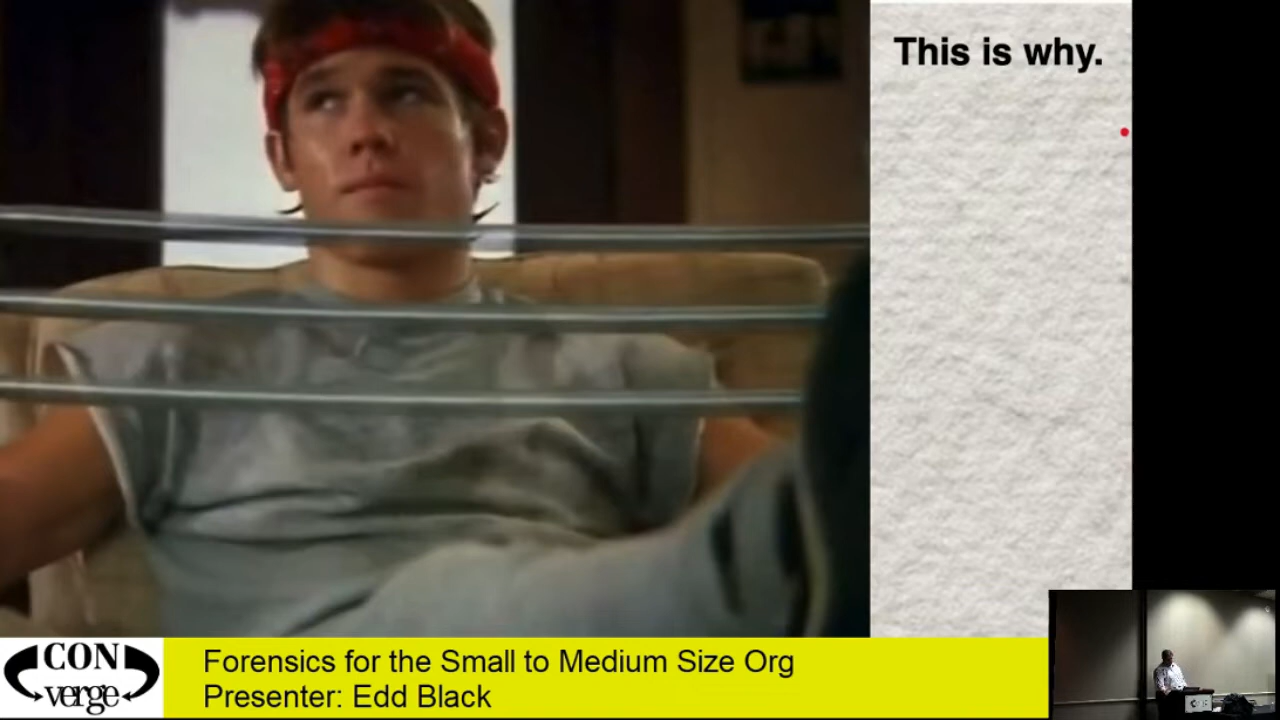 This is why.
CON
verge
Forensics for the Small to Medium Size Org
Presenter: Edd Black